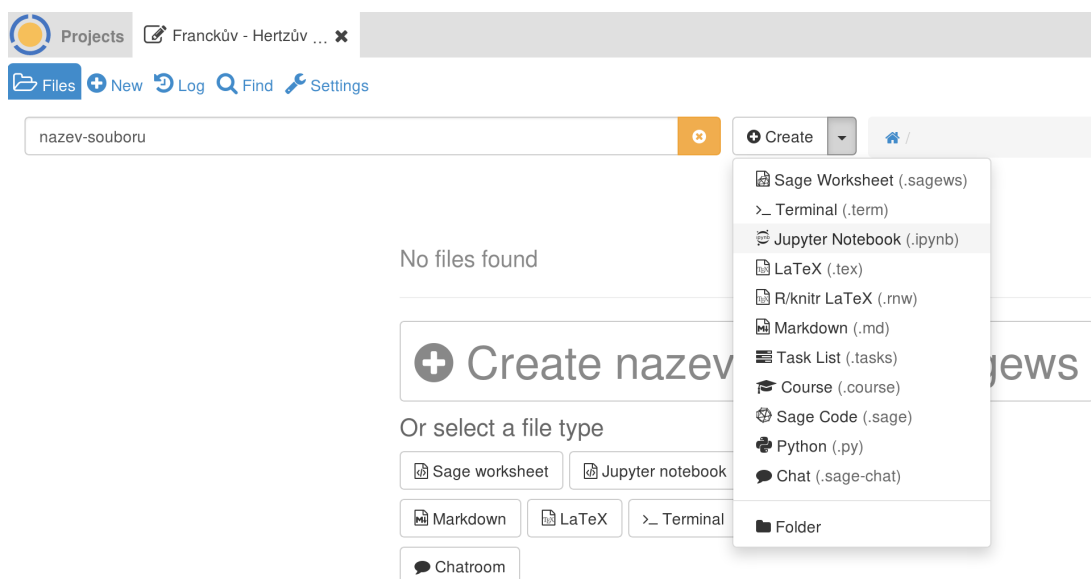 Projects Franckův - Hertzův ...
Files New Log Find Settings
nazev-souboru
Create
/
Sage Worksheet (.sagews)
>_ Terminal (.term)
Jupyter Notebook (.ipynb)
LaTeX (.tex)
R/knitr LaTeX (.rnw)
Markdown (.md)
Task List (.tasks)
Course (.course)
Sage Code (.sage)
Python (.py)
Chat (.sage-chat)
Folder
No files found
Create nazev
Or select a file type
Sage worksheet Jupyter notebook
Markdown LaTeX >_ Terminal
Chatroom